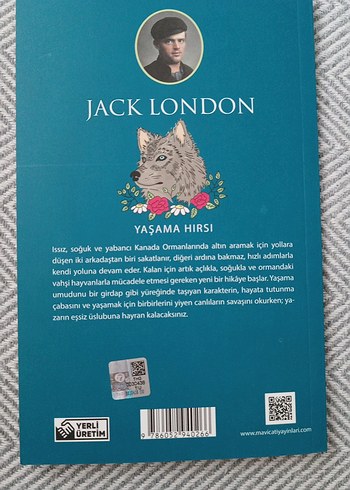 JACK LONDON
YAŞAMA HIRSI
Issız, soğuk ve yabancı Kanada Ormanlarında altın aramak için yollara
düşen iki arkadaştan biri sakatlanır, diğeri ardına bakmaz, hızlı adımlarla
kendi yoluna devam eder. Kalan için artık açlıkla, soğukla ve ormandaki
vahşi hayvanlarla mücadele etmesi gereken yeni bir hikâye başlar. Yaşama
umudunu bir girdap gibi yüreğinde taşıyan karakterin, hayata tutunma
çabasını ve yaşamak için birbirlerini yiyen canlıların savaşını okurken; ya-
zarın eşsiz üslubuna hayran kalacaksınız.
YERLİ
ÜRETİM
9 786052 940266
www.mavicatiyayinlari.com